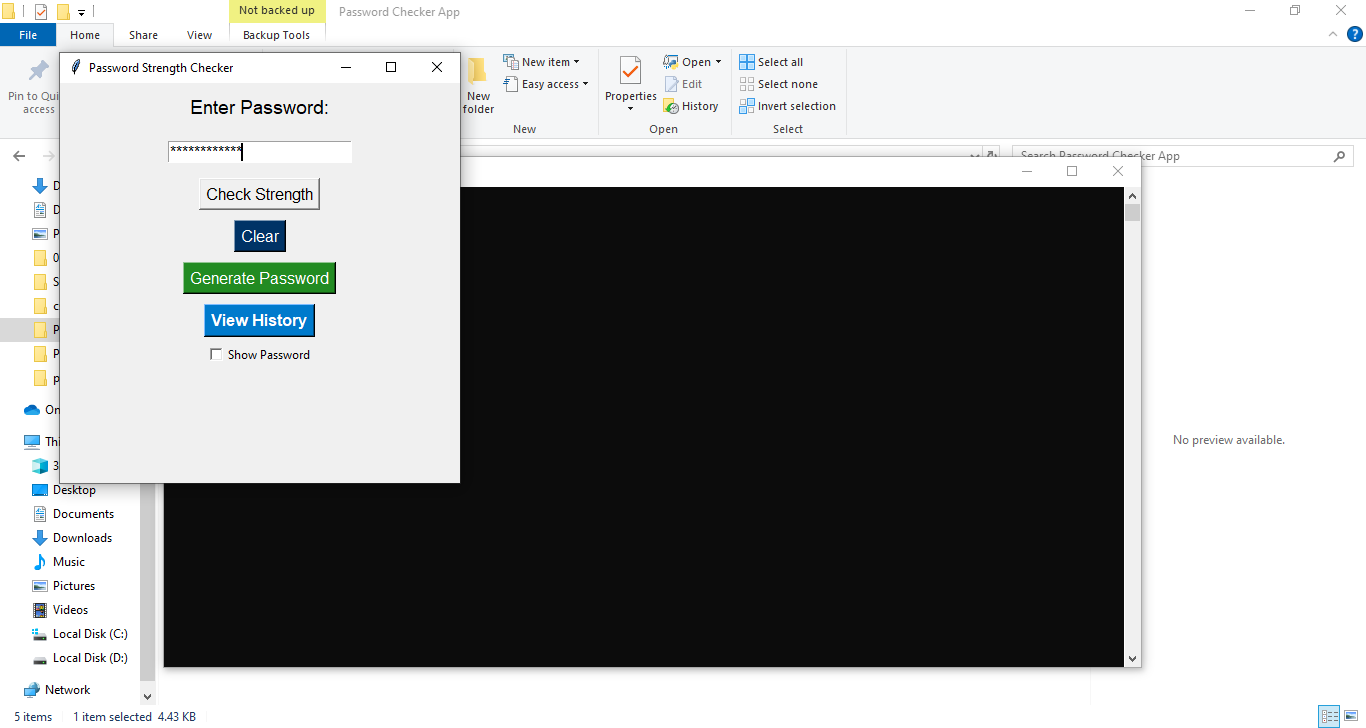 Not backed up
Password Checker App
File
Home
Share
View
Backup Tools
Pin to Qui
access
New
folder
New item
Easy access
New
Properties
Open
Edit
History
Open
Select all
Select none
Invert selection
Select
Password Strength Checker
Enter Password:
************
Check Strength
Clear
Generate Password
View History
Show Password
Search Password Checker App
D
D
P
0
S
c
P
P
p
On
Thi
3
Desktop
Documents
Downloads
Music
Pictures
Videos
Local Disk (C:)
Local Disk (D:)
Network
No preview available.
5 items
1 item selected 4.43 KB